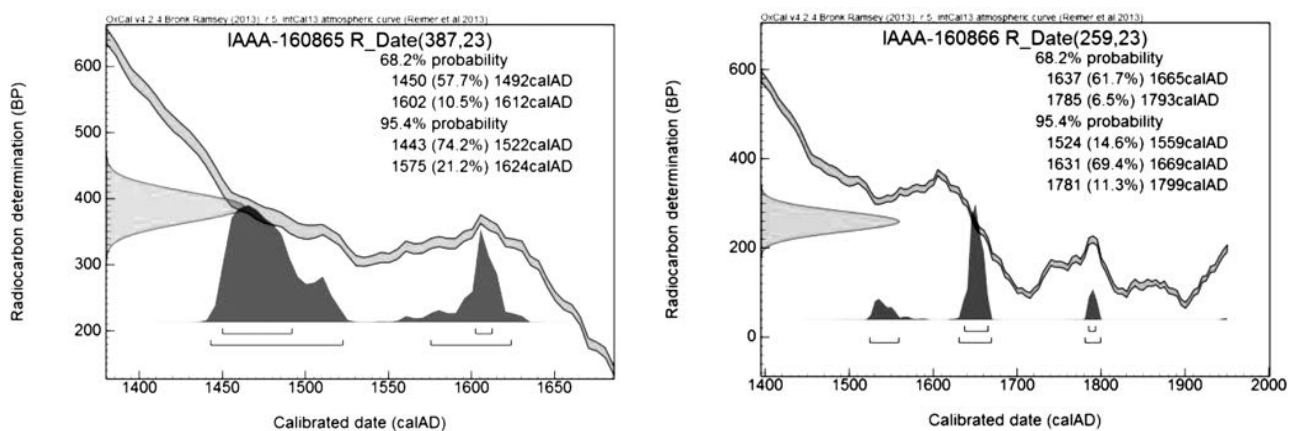 OxCal v4.2.4 Bronk Ramsey (2013); r.5, IntCal13 atmospheric curve (Reimer et al 2013)
IAAA-160865 R_Date(387,23)
68.2% probability
1450 (57.7%) 1492calAD
1602 (10.5%) 1612calAD
95.4% probability
1443 (74.2%) 1522calAD
1575 (21.2%) 1624calAD
Radiocarbon determination (BP)
600
500
400
300
200
1400 1450 1500 1550 1600 1650
Calibrated date (calAD)
OxCal v4.2.4 Bronk Ramsey (2013); r.5, IntCal13 atmospheric curve (Reimer et al 2013)
IAAA-160866 R_Date(259,23)
68.2% probability
1637 (61.7%) 1665calAD
1785 (6.5%) 1793calAD
95.4% probability
1524 (14.6%) 1559calAD
1631 (69.4%) 1669calAD
1781 (11.3%) 1799calAD
Radiocarbon determination (BP)
600
400
200
0
1400 1500 1600 1700 1800 1900 2000
Calibrated date (calAD)